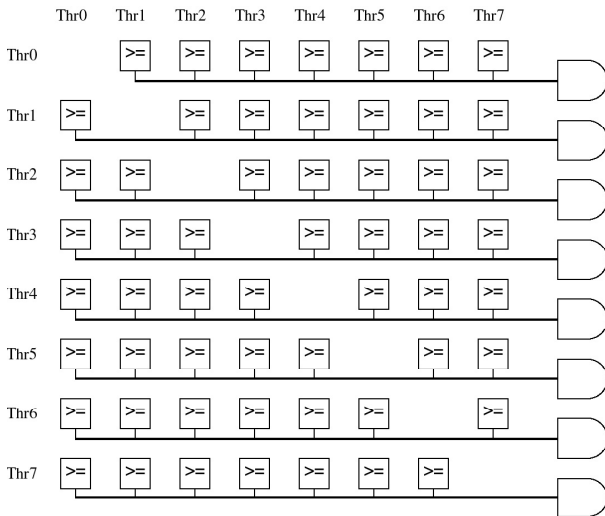 Thr0 Thr1 Thr2 Thr3 Thr4 Thr5 Thr6 Thr7
Thr0 >= >= >= >= >= >= >=
Thr1 >= >= >= >= >= >= >=
Thr2 >= >= >= >= >= >= >=
Thr3 >= >= >= >= >= >= >=
Thr4 >= >= >= >= >= >= >=
Thr5 >= >= >= >= >= >= >=
Thr6 >= >= >= >= >= >= >=
Thr7 >= >= >= >= >= >= >=